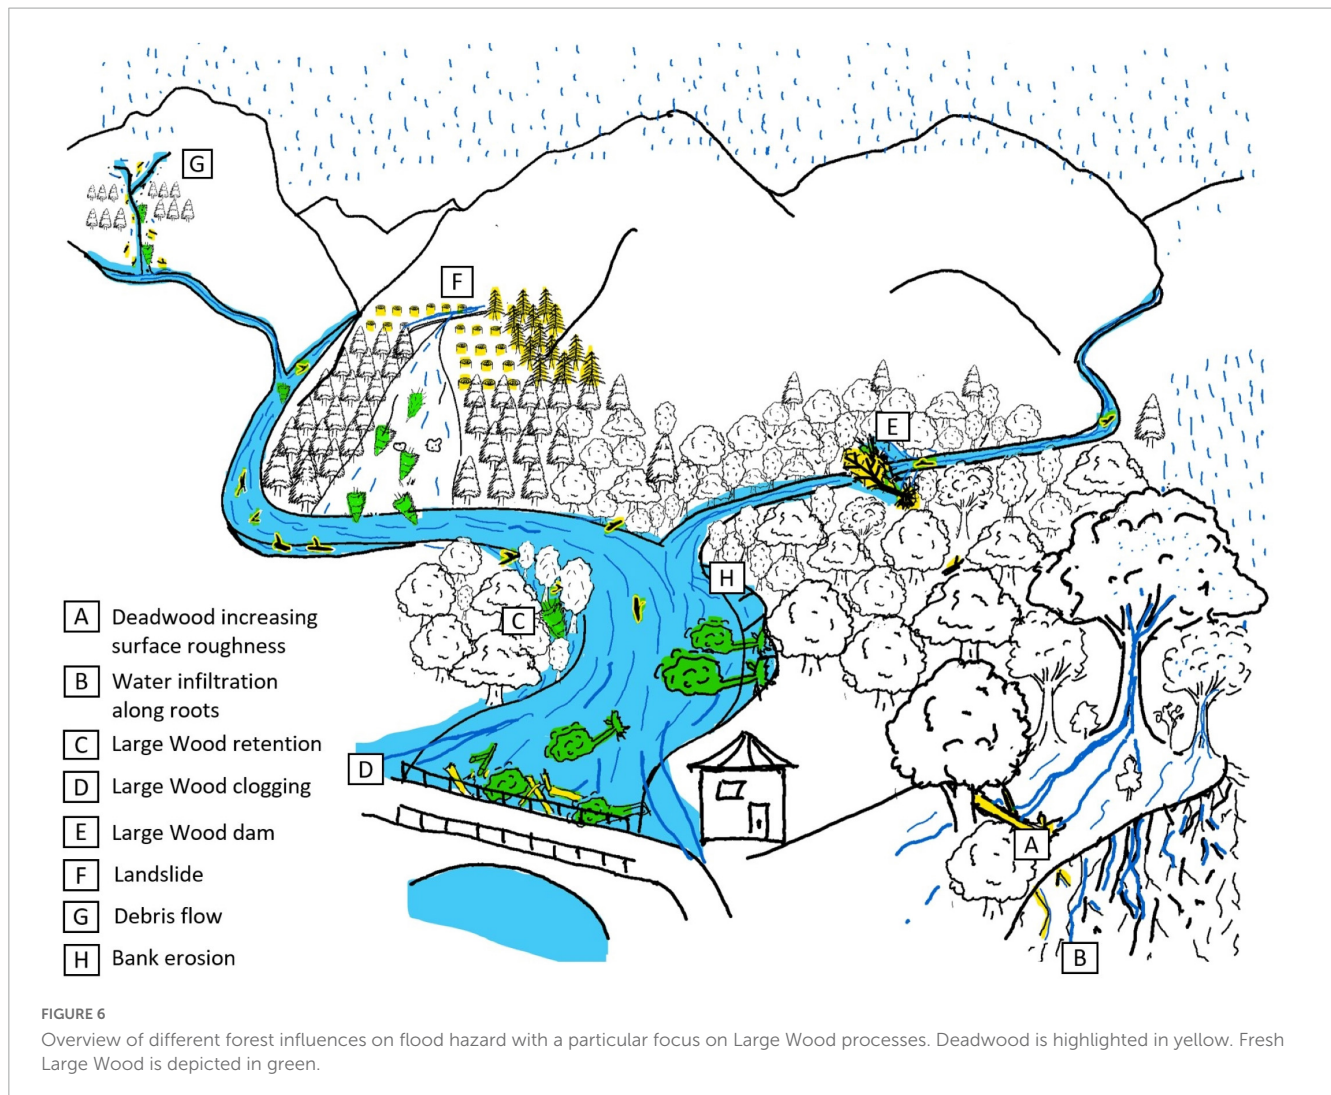 G
F
E
H
C
D
A
B
A Deadwood increasing
surface roughness
B Water infiltration
along roots
C Large Wood retention
D Large Wood clogging
E Large Wood dam
F Landslide
G Debris flow
H Bank erosion
FIGURE 6
Overview of different forest influences on flood hazard with a particular focus on Large Wood processes. Deadwood is highlighted in yellow. Fresh
Large Wood is depicted in green.